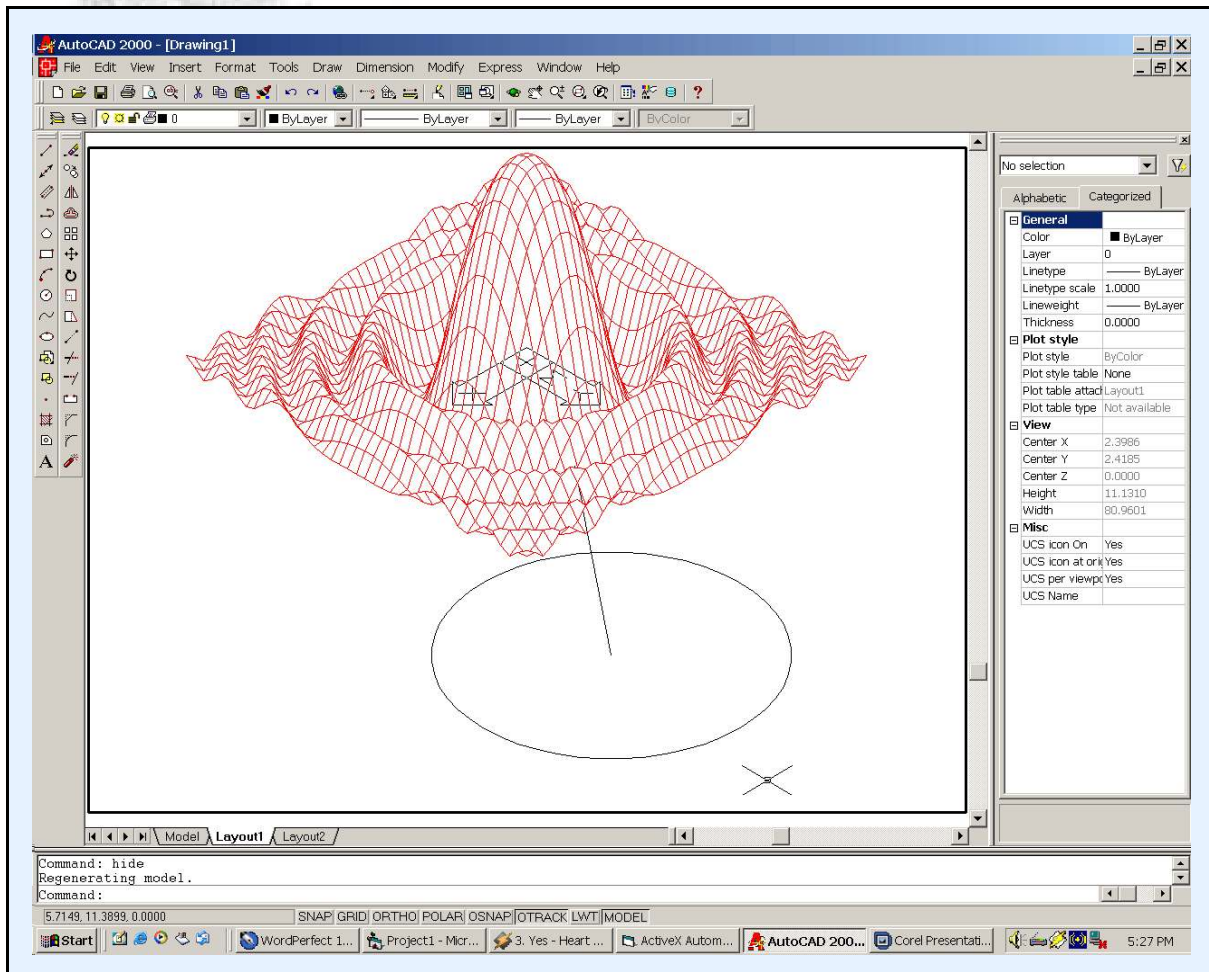 AutoCAD 2000 - [Drawing1]
File Edit View Insert Format Tools Draw Dimension Modify Express Window Help
0 ByLayer ByLayer ByLayer ByColor
No selection
Alphabetic Categorized
General
Color ByLayer
Layer 0
Linetype ByLayer
Linetype scale 1.0000
Lineweight ByLayer
Thickness 0.0000
Plot style
Plot style ByColor
Plot style table None
Plot table attach Layout1
Plot table type Not available
View
Center X 2.3986
Center Y 2.4185
Center Z 0.0000
Height 11.1310
Width 80.9601
Misc
UCS icon On Yes
UCS icon at ori Yes
UCS per viewpo Yes
UCS Name
A
Model Layout1 Layout2
Command: hide
Regenerating model.
Command:
5.7149, 11.3899, 0.0000 SNAP GRID ORTHO POLAR OSNAP OTRACK LWT MODEL
Start WordPerfect 1... Project1 - Micr... 3. Yes - Heart ... ActiveX Autom... AutoCAD 200... Corel Presentati... 5:27 PM